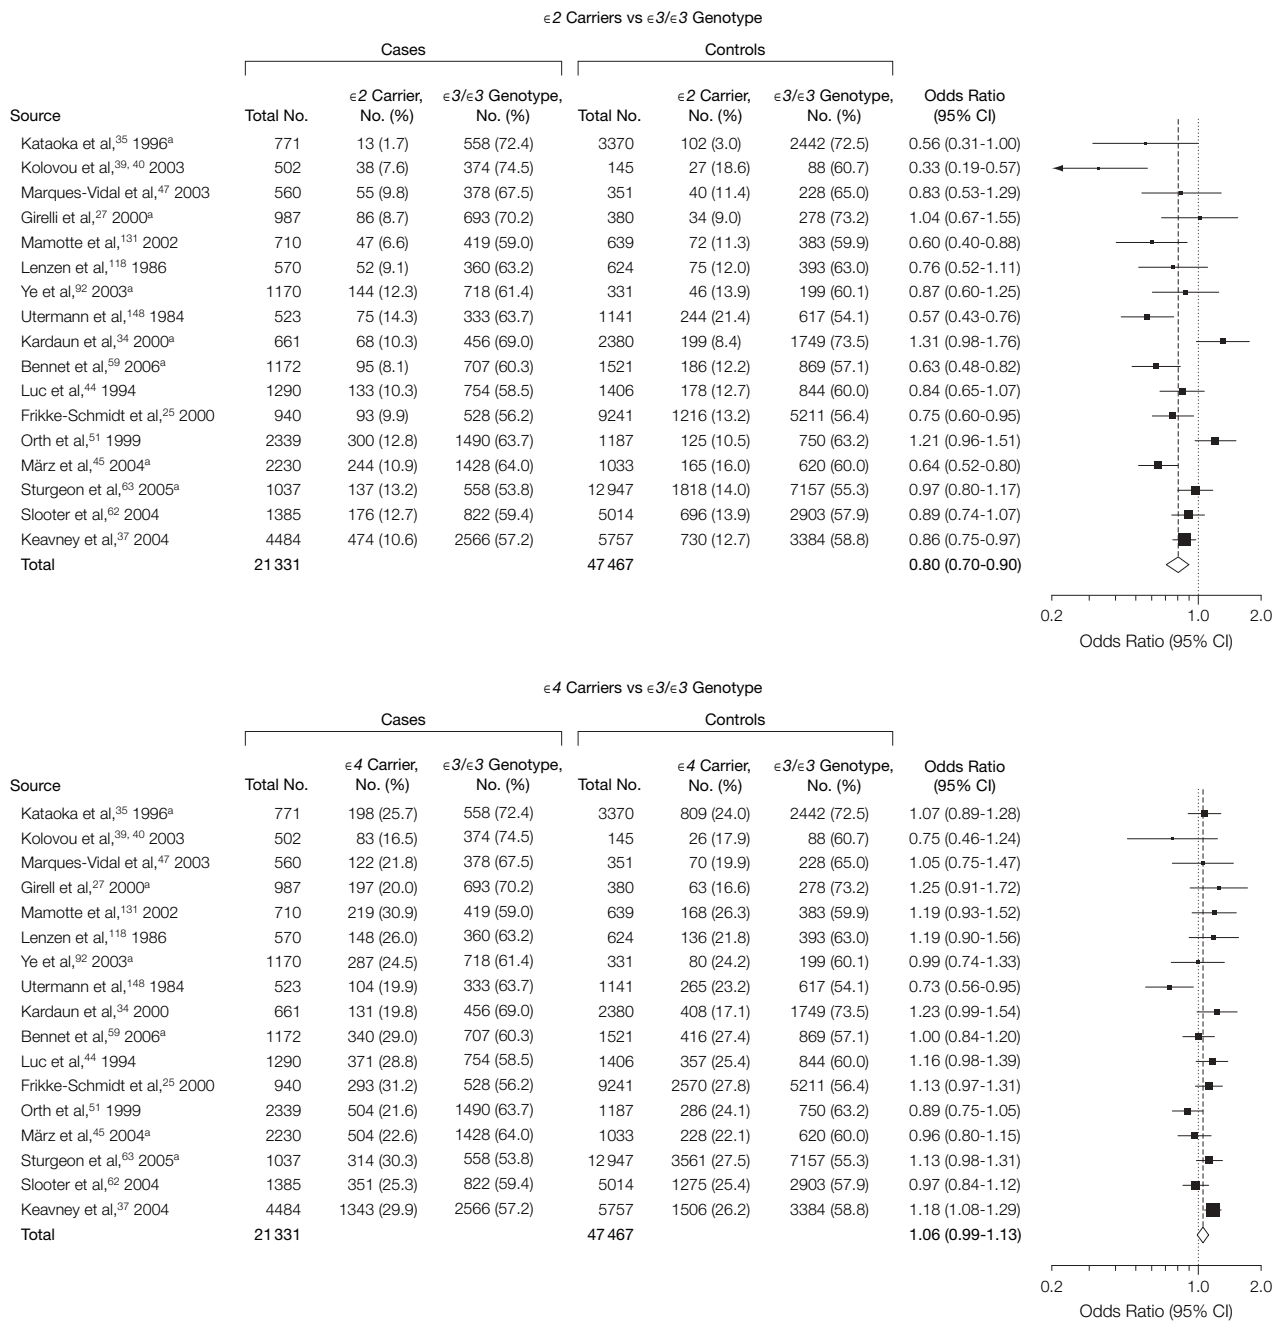 ϵ2 Carriers vs ϵ3/ϵ3 Genotype
Cases Controls
Source Total No. ϵ2 Carrier, No. (%) ϵ3/ϵ3 Genotype, No. (%) Total No. ϵ2 Carrier, No. (%) ϵ3/ϵ3 Genotype, No. (%) Odds Ratio (95% CI)
Kataoka et al,35 1996a 771 13 (1.7) 558 (72.4) 3370 102 (3.0) 2442 (72.5) 0.56 (0.31-1.00)
Kolovou et al,39, 40 2003 502 38 (7.6) 374 (74.5) 145 27 (18.6) 88 (60.7) 0.33 (0.19-0.57)
Marques-Vidal et al,47 2003 560 55 (9.8) 378 (67.5) 351 40 (11.4) 228 (65.0) 0.83 (0.53-1.29)
Girelli et al,27 2000a 987 86 (8.7) 693 (70.2) 380 34 (9.0) 278 (73.2) 1.04 (0.67-1.55)
Mamotte et al,131 2002 710 47 (6.6) 419 (59.0) 639 72 (11.3) 383 (59.9) 0.60 (0.40-0.88)
Lenzen et al,118 1986 570 52 (9.1) 360 (63.2) 624 75 (12.0) 393 (63.0) 0.76 (0.52-1.11)
Ye et al,92 2003a 1170 144 (12.3) 718 (61.4) 331 46 (13.9) 199 (60.1) 0.87 (0.60-1.25)
Utermann et al,148 1984 523 75 (14.3) 333 (63.7) 1141 244 (21.4) 617 (54.1) 0.57 (0.43-0.76)
Kardaun et al,34 2000a 661 68 (10.3) 456 (69.0) 2380 199 (8.4) 1749 (73.5) 1.31 (0.98-1.76)
Bennet et al,59 2006a 1172 95 (8.1) 707 (60.3) 1521 186 (12.2) 869 (57.1) 0.63 (0.48-0.82)
Luc et al,44 1994 1290 133 (10.3) 754 (58.5) 1406 178 (12.7) 844 (60.0) 0.84 (0.65-1.07)
Frikke-Schmidt et al,25 2000 940 93 (9.9) 528 (56.2) 9241 1216 (13.2) 5211 (56.4) 0.75 (0.60-0.95)
Orth et al,51 1999 2339 300 (12.8) 1490 (63.7) 1187 125 (10.5) 750 (63.2) 1.21 (0.96-1.51)
März et al,45 2004a 2230 244 (10.9) 1428 (64.0) 1033 165 (16.0) 620 (60.0) 0.64 (0.52-0.80)
Sturgeon et al,63 2005a 1037 137 (13.2) 558 (53.8) 12 947 1818 (14.0) 7157 (55.3) 0.97 (0.80-1.17)
Slooter et al,62 2004 1385 176 (12.7) 822 (59.4) 5014 696 (13.9) 2903 (57.9) 0.89 (0.74-1.07)
Keavney et al,37 2004 4484 474 (10.6) 2566 (57.2) 5757 730 (12.7) 3384 (58.8) 0.86 (0.75-0.97)
Total 21 331 47 467 0.80 (0.70-0.90)
0.2 1.0 2.0
Odds Ratio (95% CI)
ϵ4 Carriers vs ϵ3/ϵ3 Genotype
Cases Controls
Source Total No. ϵ4 Carrier, No. (%) ϵ3/ϵ3 Genotype, No. (%) Total No. ϵ4 Carrier, No. (%) ϵ3/ϵ3 Genotype, No. (%) Odds Ratio (95% CI)
Kataoka et al,35 1996a 771 198 (25.7) 558 (72.4) 3370 809 (24.0) 2442 (72.5) 1.07 (0.89-1.28)
Kolovou et al,39, 40 2003 502 83 (16.5) 374 (74.5) 145 26 (17.9) 88 (60.7) 0.75 (0.46-1.24)
Marques-Vidal et al,47 2003 560 122 (21.8) 378 (67.5) 351 70 (19.9) 228 (65.0) 1.05 (0.75-1.47)
Girell et al,27 2000a 987 197 (20.0) 693 (70.2) 380 63 (16.6) 278 (73.2) 1.25 (0.91-1.72)
Mamotte et al,131 2002 710 219 (30.9) 419 (59.0) 639 168 (26.3) 383 (59.9) 1.19 (0.93-1.52)
Lenzen et al,118 1986 570 148 (26.0) 360 (63.2) 624 136 (21.8) 393 (63.0) 1.19 (0.90-1.56)
Ye et al,92 2003a 1170 287 (24.5) 718 (61.4) 331 80 (24.2) 199 (60.1) 0.99 (0.74-1.33)
Utermann et al,148 1984 523 104 (19.9) 333 (63.7) 1141 265 (23.2) 617 (54.1) 0.73 (0.56-0.95)
Kardaun et al,34 2000 661 131 (19.8) 456 (69.0) 2380 408 (17.1) 1749 (73.5) 1.23 (0.99-1.54)
Bennet et al,59 2006a 1172 340 (29.0) 707 (60.3) 1521 416 (27.4) 869 (57.1) 1.00 (0.84-1.20)
Luc et al,44 1994 1290 371 (28.8) 754 (58.5) 1406 357 (25.4) 844 (60.0) 1.16 (0.98-1.39)
Frikke-Schmidt et al,25 2000 940 293 (31.2) 528 (56.2) 9241 2570 (27.8) 5211 (56.4) 1.13 (0.97-1.31)
Orth et al,51 1999 2339 504 (21.6) 1490 (63.7) 1187 286 (24.1) 750 (63.2) 0.89 (0.75-1.05)
März et al,45 2004a 2230 504 (22.6) 1428 (64.0) 1033 228 (22.1) 620 (60.0) 0.96 (0.80-1.15)
Sturgeon et al,63 2005a 1037 314 (30.3) 558 (53.8) 12 947 3561 (27.5) 7157 (55.3) 1.13 (0.98-1.31)
Slooter et al,62 2004 1385 351 (25.3) 822 (59.4) 5014 1275 (25.4) 2903 (57.9) 0.97 (0.84-1.12)
Keavney et al,37 2004 4484 1343 (29.9) 2566 (57.2) 5757 1506 (26.2) 3384 (58.8) 1.18 (1.08-1.29)
Total 21 331 47 467 1.06 (0.99-1.13)
0.2 1.0 2.0
Odds Ratio (95% CI)